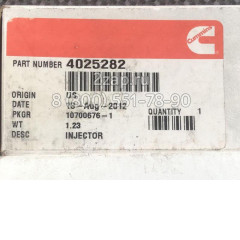 PART NUMBER 4025282
ORIGIN US
DATE 16-Aug-2012
8(800)551-78-90
PKGR 10700676-1
QUANTITY 1
WT 1.23
DESC INJECTOR